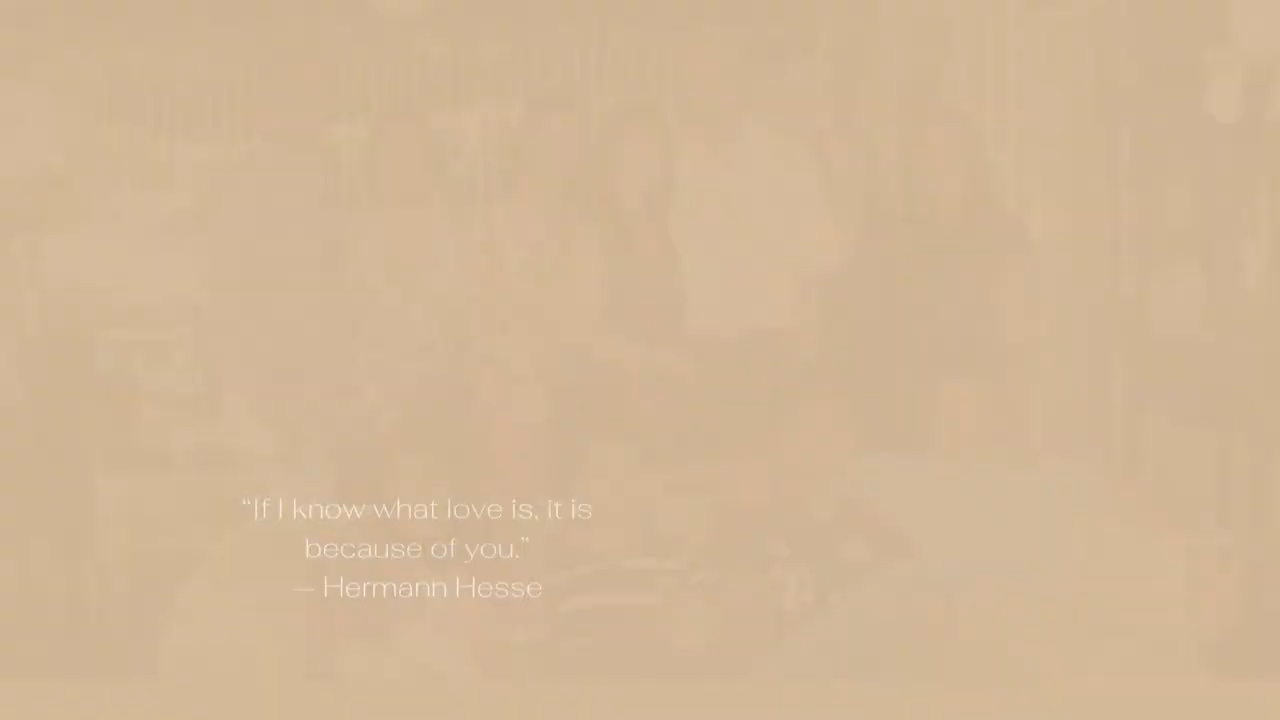 “If I know what love is, it is
because of you.”
— Hermann Hesse